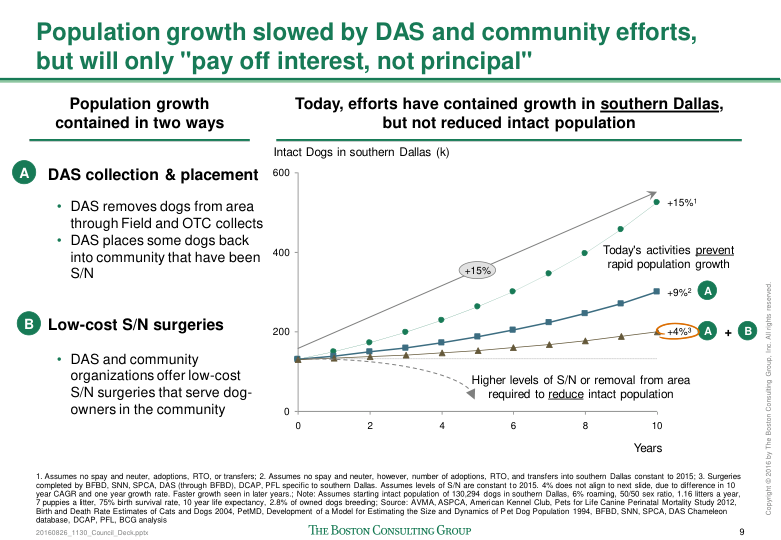 Population growth slowed by DAS and community efforts,
but will only "pay off interest, not principal"
Population growth
contained in two ways
Today, efforts have contained growth in southern Dallas,
but not reduced intact population
A
DAS collection & placement
• DAS removes dogs from area
through Field and OTC collects
• DAS places some dogs back
into community that have been
S/N
B
Low-cost S/N surgeries
• DAS and community
organizations offer low-cost
S/N surgeries that serve dog-
owners in the community
Intact Dogs in southern Dallas (k)
600
400
200
0
0 2 4 6 8 10
Years
+15%
+15%¹
Today's activities prevent
rapid population growth
+9%² A
+4%³ A + B
Higher levels of S/N or removal from area
required to reduce intact population
1. Assumes no spay and neuter, adoptions, RTO, or transfers; 2. Assumes no spay and neuter, however, number of adoptions, RTO, and transfers into southern Dallas constant to 2015; 3. Surgeries
completed by BFBD, SNN, SPCA, DAS (through BFBD), DCAP, PFL specific to southern Dallas. Assumes levels of S/N are constant to 2015. 4% does not align to next slide, due to difference in 10
year CAGR and one year growth rate. Faster growth seen in later years.; Note: Assumes starting intact population of 130,294 dogs in southern Dallas, 6% roaming, 50/50 sex ratio, 1.16 litters a year,
7 puppies a litter, 75% birth survival rate, 10 year life expectancy, 2.8% of owned dogs breeding; Source: AVMA, ASPCA, American Kennel Club, Pets for Life Canine Perinatal Mortality Study 2012,
Birth and Death Rate Estimates of Cats and Dogs 2004, PetMD, Development of a Model for Estimating the Size and Dynamics of Pet Dog Population 1994, BFBD, SNN, SPCA, DAS Chameleon
database, DCAP, PFL, BCG analysis
20160826_1130_Council_Deck.pptx
THE BOSTON CONSULTING GROUP
9
Copyright © 2016 by The Boston Consulting Group, Inc. All rights reserved.